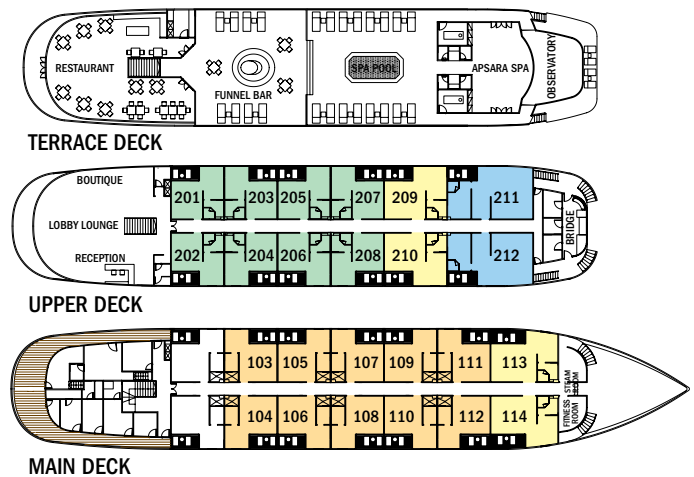 RESTAURANT
FUNNEL BAR
SPA POOL
APSARA SPA
OBSERVATORY
TERRACE DECK
BOUTIQUE
LOBBY LOUNGE
RECEPTION
201 203 205 207 209 211
202 204 206 208 210 212
BRIDGE
UPPER DECK
103 105 107 109 111 113
104 106 108 110 112 114
STEAM
ROOM
FITNESS
ROOM
MAIN DECK